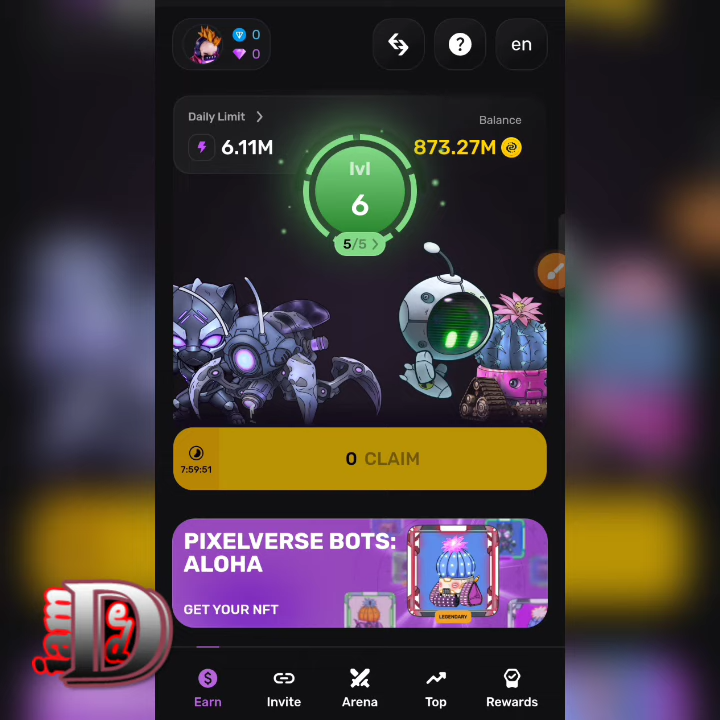 0
0
en
Daily Limit
6.11M
lvl
6
5/5
Balance
873.27M
7:59:51
0 CLAIM
PIXELVERSE BOTS:
ALOHA
GET YOUR NFT
LEGENDARY
Earn
Invite
Arena
Top
Rewards